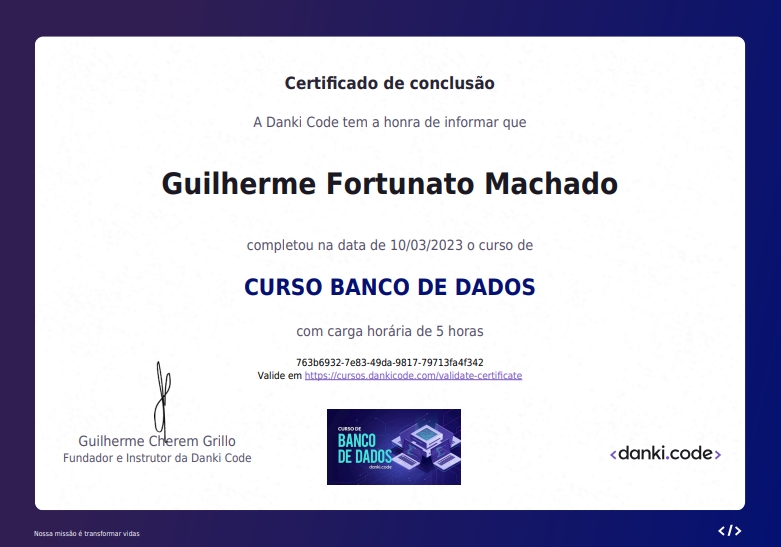 Certificado de conclusão
A Danki Code tem a honra de informar que
Guilherme Fortunato Machado
completou na data de 10/03/2023 o curso de
CURSO BANCO DE DADOS
com carga horária de 5 horas
763b6932-7e83-49da-9817-79713fa4f342
Valide em https://cursos.dankicode.com/validate-certificate
Guilherme Cherem Grillo
Fundador e Instrutor da Danki Code
CURSO DE
BANCO
DE DADOS
danki.code
<danki.code>
Nossa missão é transformar vidas
</>